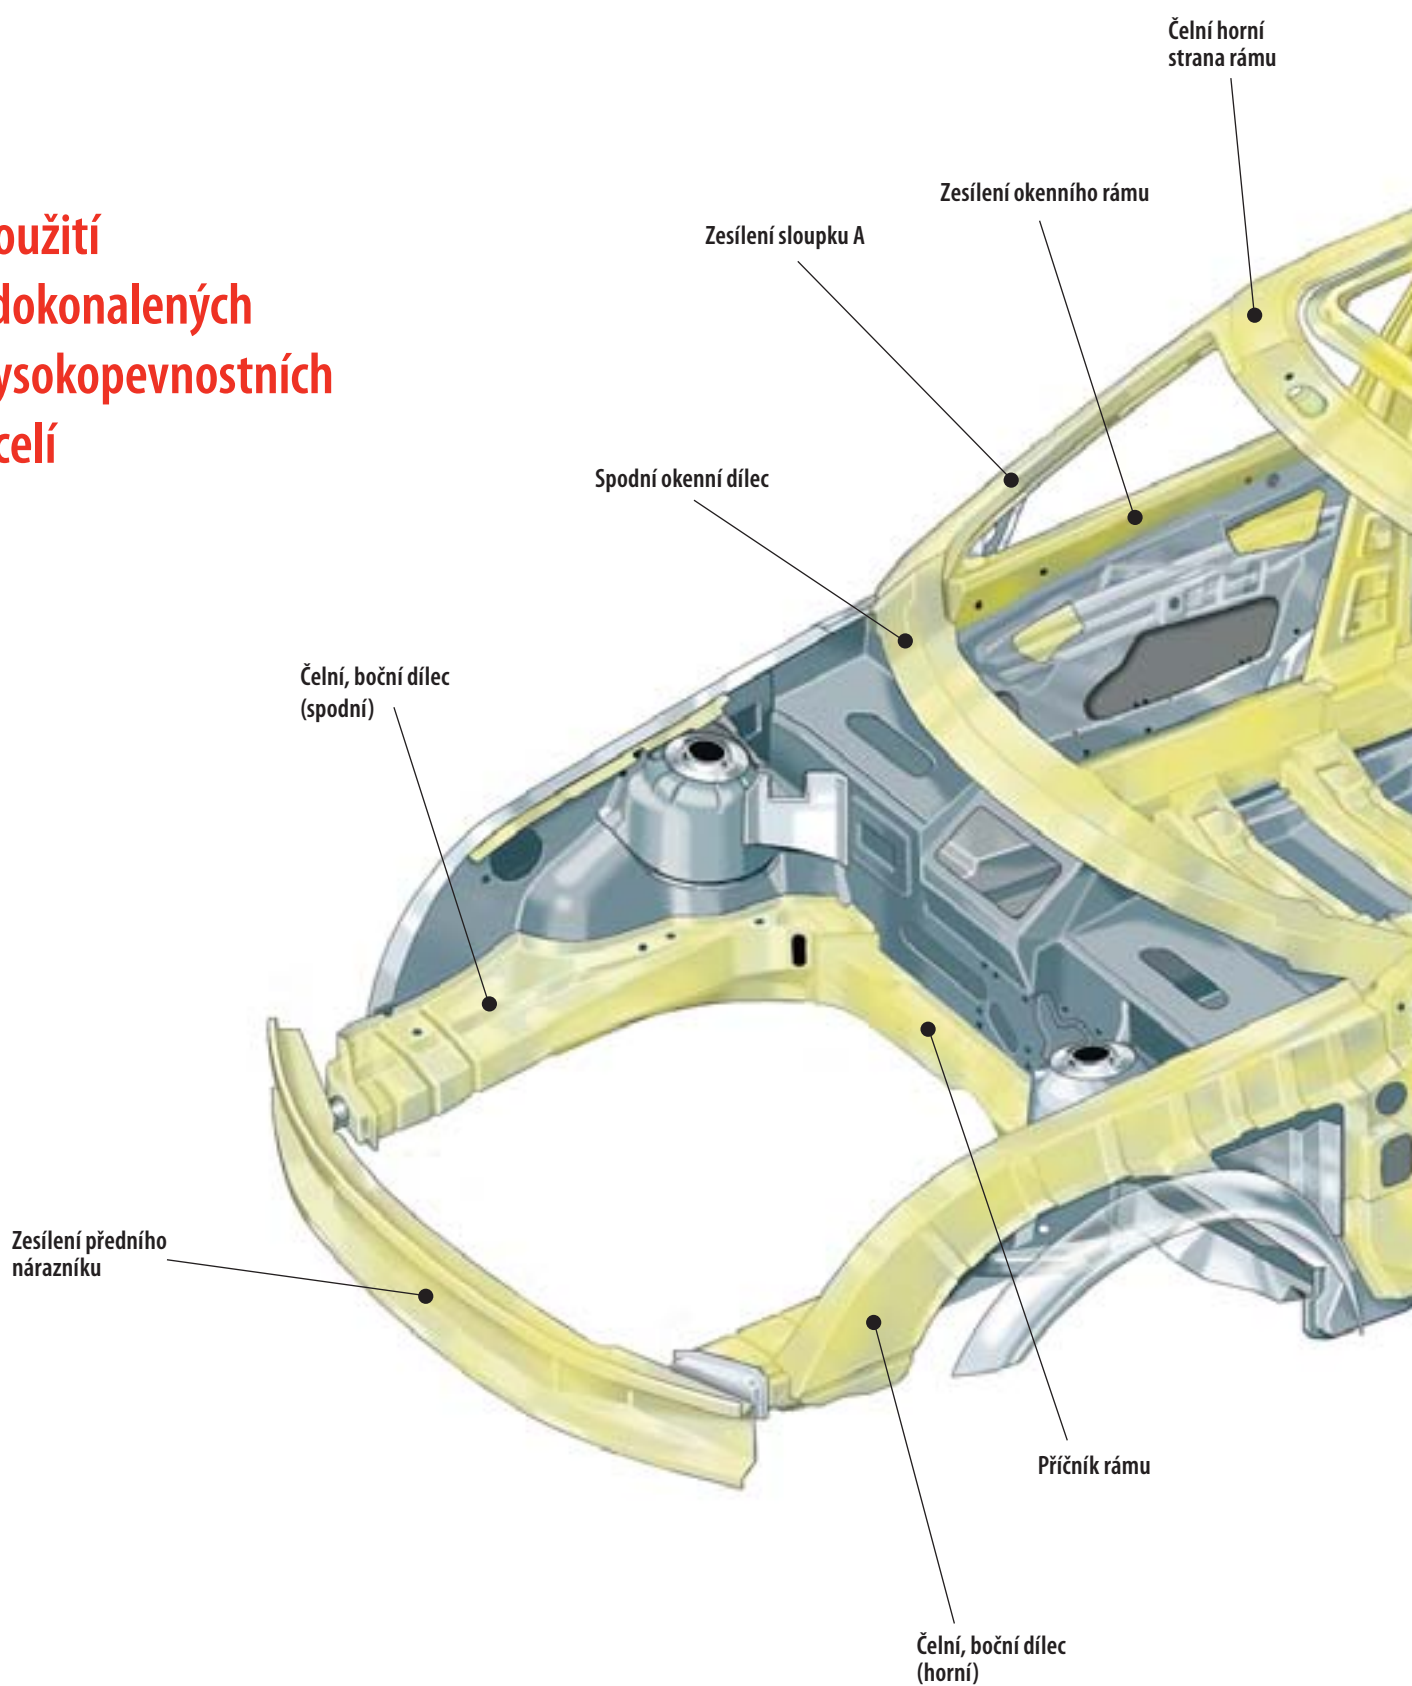 Čelní horní
strana rámu
Zesílení okenního rámu
Zesílení sloupku A
oužití
dokonalených
ysokopevnostních
celí
Spodní okenní dílec
Čelní, boční dílec
(spodní)
Zesílení předního
nárazníku
Příčník rámu
Čelní, boční dílec
(horní)